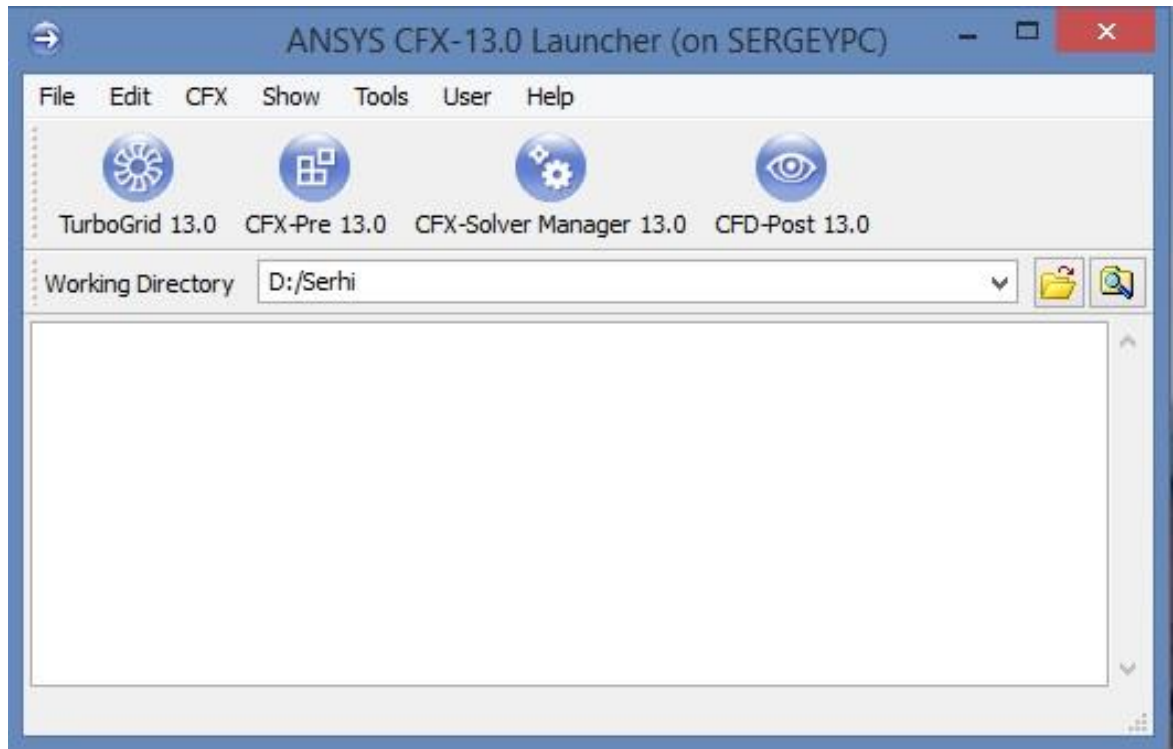 ANSYS CFX-13.0 Launcher (on SERGEYPC)
File Edit CFX Show Tools User Help
TurboGrid 13.0 CFX-Pre 13.0 CFX-Solver Manager 13.0 CFD-Post 13.0
Working Directory D:/Serhi